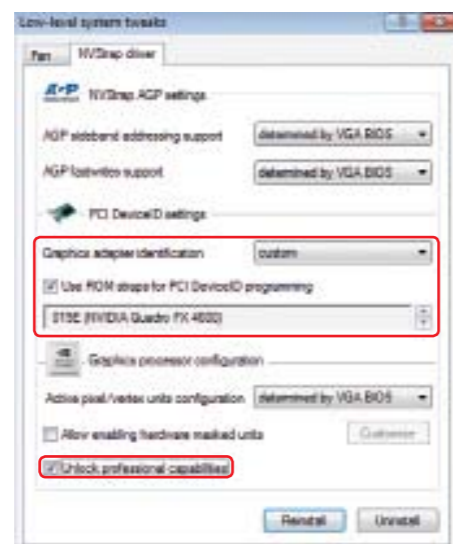 Low-level system tweaks
Fan NVStrap driver
AGP NVStrap AGP settings
AGP sideband addressing support determined by VGA BIOS
AGP fastwrites support determined by VGA BIOS
PCI DeviceID settings
Graphics adapter identification custom
Use ROM straps for PCI DeviceID programming
019E (NVIDIA Quadro FX 4600)
Graphics processor configuration
Active pixel/vertex units configuration determined by VGA BIOS
Allow enabling hardware masked units Customize
Unlock professional capabilities
Reinstall Uninstall